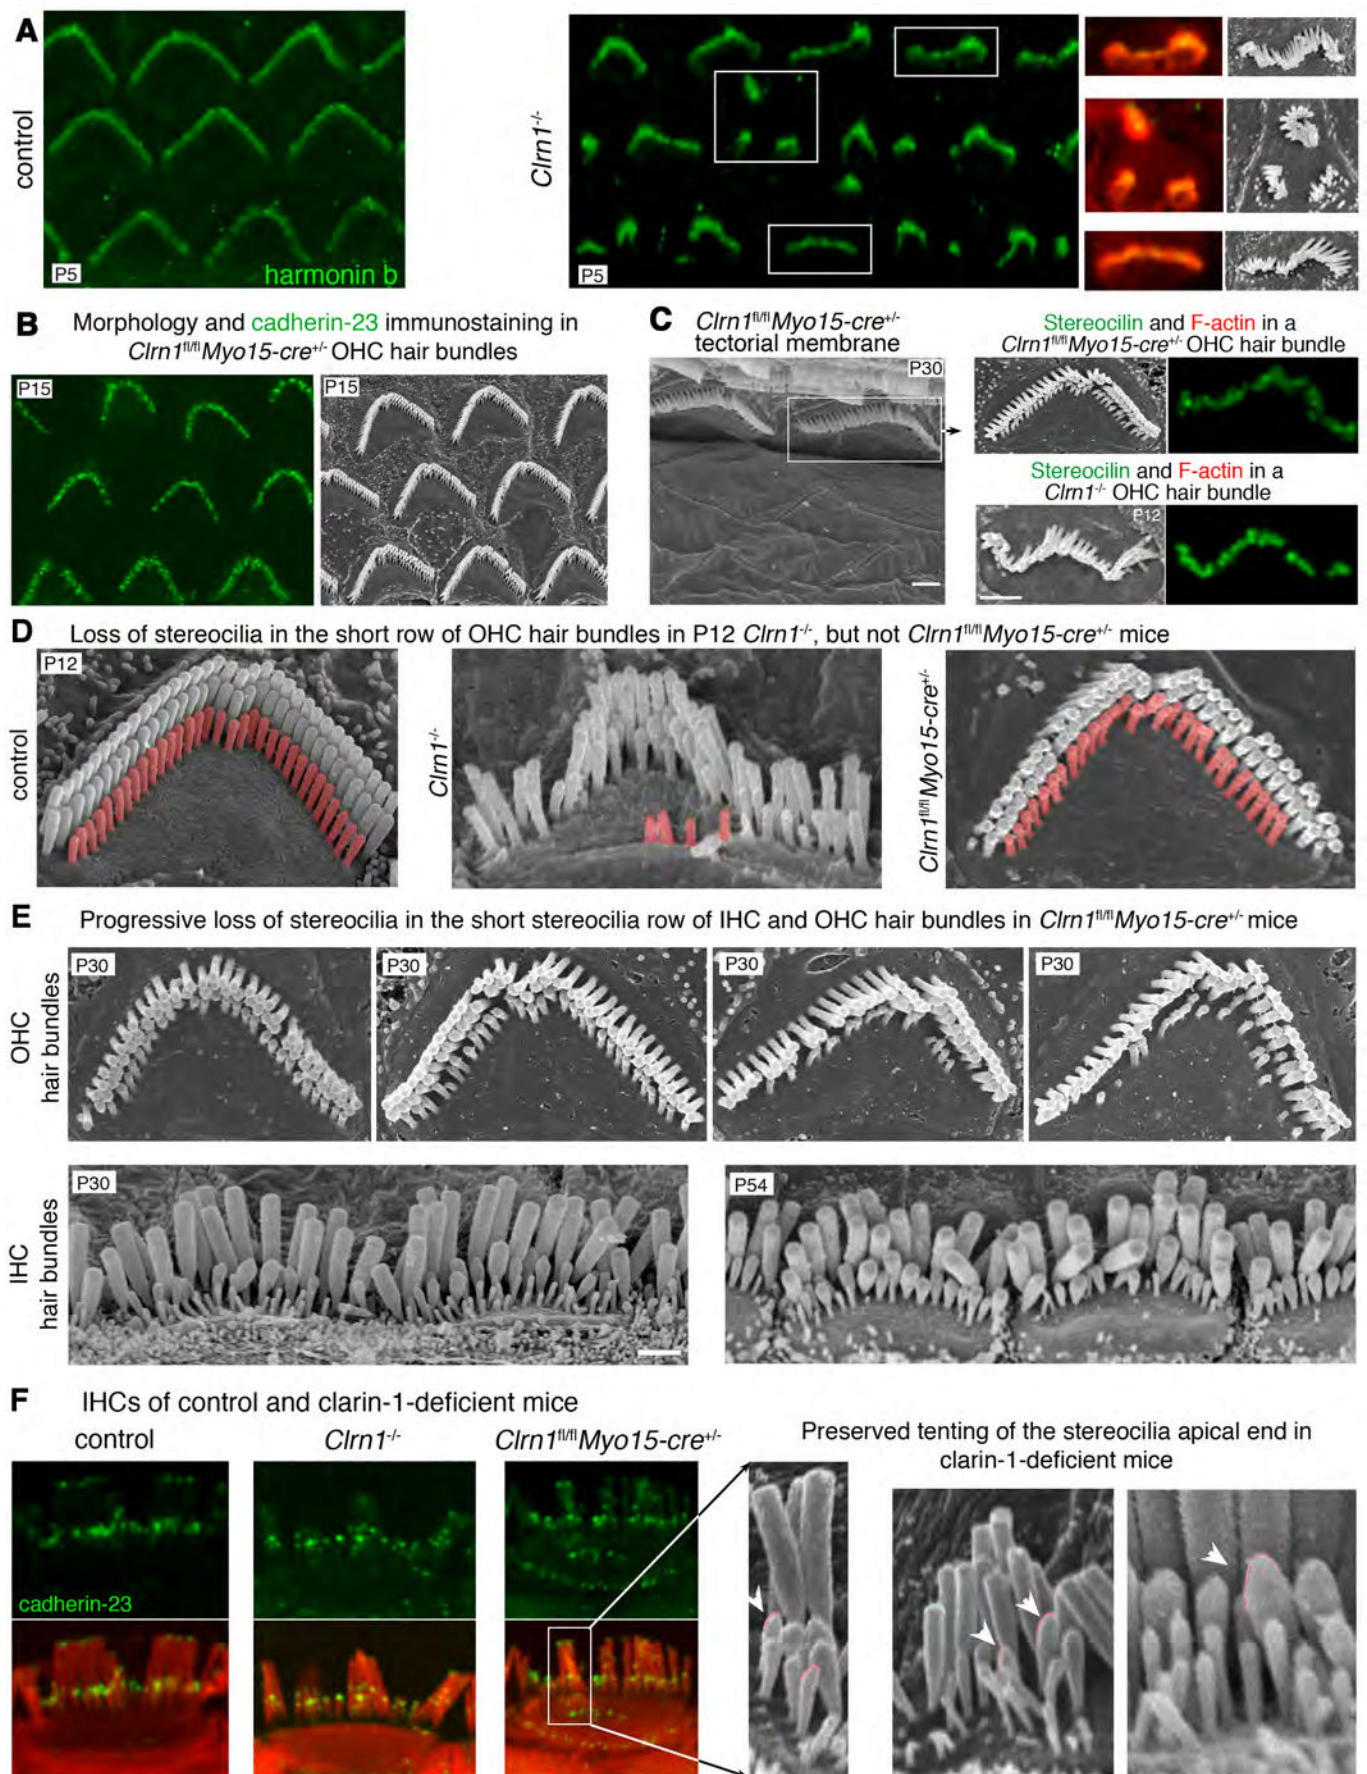 A
control
P5
harmonin b
Clrn1-/-
P5
B
Morphology and cadherin-23 immunostaining in
Clrn1fl/flMyo15-cre+/- OHC hair bundles
P15
P15
C
Clrn1fl/flMyo15-cre+/-
tectorial membrane
P30
Stereocilin and F-actin in a
Clrn1fl/flMyo15-cre+/- OHC hair bundle
Stereocilin and F-actin in a
Clrn1-/- OHC hair bundle
P12
D
Loss of stereocilia in the short row of OHC hair bundles in P12 Clrn1-/-, but not Clrn1fl/flMyo15-cre+/- mice
control
P12
Clrn1-/-
Clrn1fl/flMyo15-cre+/-
E
Progressive loss of stereocilia in the short stereocilia row of IHC and OHC hair bundles in Clrn1fl/flMyo15-cre+/- mice
OHC
hair bundles
P30
P30
P30
P30
IHC
hair bundles
P30
P54
F
IHCs of control and clarin-1-deficient mice
control
Clrn1-/-
Clrn1fl/flMyo15-cre+/-
Preserved tenting of the stereocilia apical end in
clarin-1-deficient mice
cadherin-23